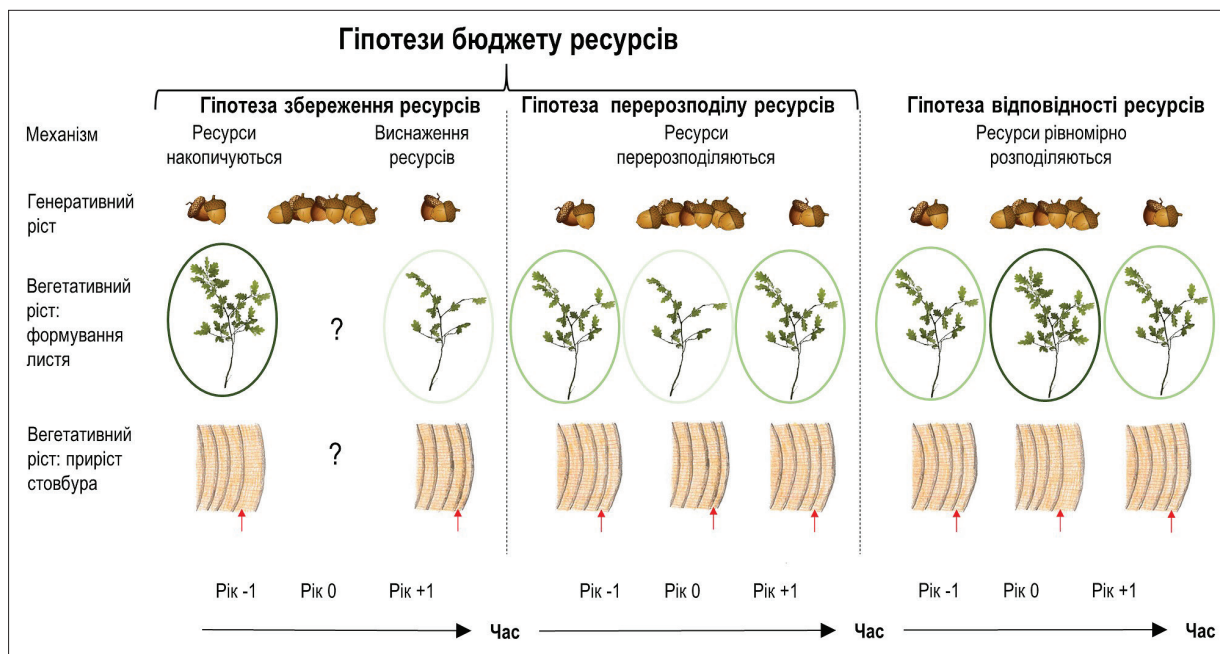 Гіпотези бюджету ресурсів
Гіпотеза збереження ресурсів
Гіпотеза перерозподілу ресурсів
Гіпотеза відповідності ресурсів
Механізм
Ресурси
накопичуються
Виснаження
ресурсів
Ресурси
перерозподіляються
Ресурси рівномірно
розподіляються
Генеративний
ріст
Вегетативний
ріст:
формування
листя
?
Вегетативний
ріст: приріст
стовбура
?
Рік -1
Рік 0
Рік +1
Рік -1
Рік 0
Рік +1
Рік -1
Рік 0
Рік +1
Час
Час
Час